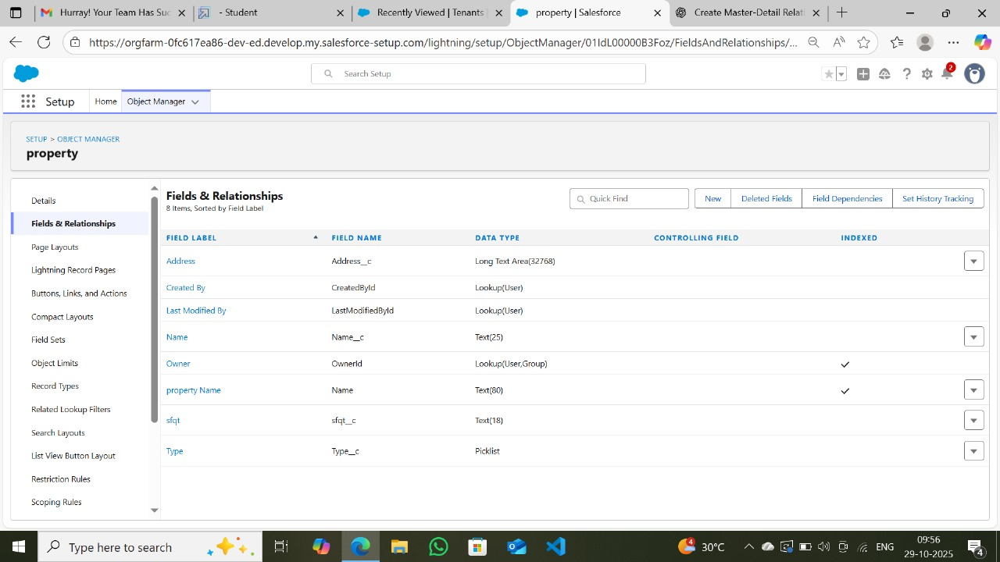 Hurray! Your Team Has Suc
- Student
Recently Viewed | Tenants |
property | Salesforce
Create Master-Detail Relati
https://orgfarm-0fc617ea86-dev-ed.develop.my.salesforce-setup.com/lightning/setup/ObjectManager/01IdL00000B3Foz/FieldsAndRelationships/...
Search Setup
2
Setup
Home
Object Manager
SETUP > OBJECT MANAGER
property
Details
Fields & Relationships
Page Layouts
Lightning Record Pages
Buttons, Links, and Actions
Compact Layouts
Field Sets
Object Limits
Record Types
Related Lookup Filters
Search Layouts
List View Button Layout
Restriction Rules
Scoping Rules
Fields & Relationships
8 Items, Sorted by Field Label
Quick Find
New
Deleted Fields
Field Dependencies
Set History Tracking
FIELD LABEL FIELD NAME DATA TYPE CONTROLLING FIELD INDEXED
Address Address__c Long Text Area(32768)
Created By CreatedById Lookup(User)
Last Modified By LastModifiedById Lookup(User)
Name Name__c Text(25)
Owner OwnerId Lookup(User,Group)
property Name Name Text(80)
sfqt sfqt__c Text(18)
Type Type__c Picklist
Type here to search
4
30°C
ENG
09:56
29-10-2025
4